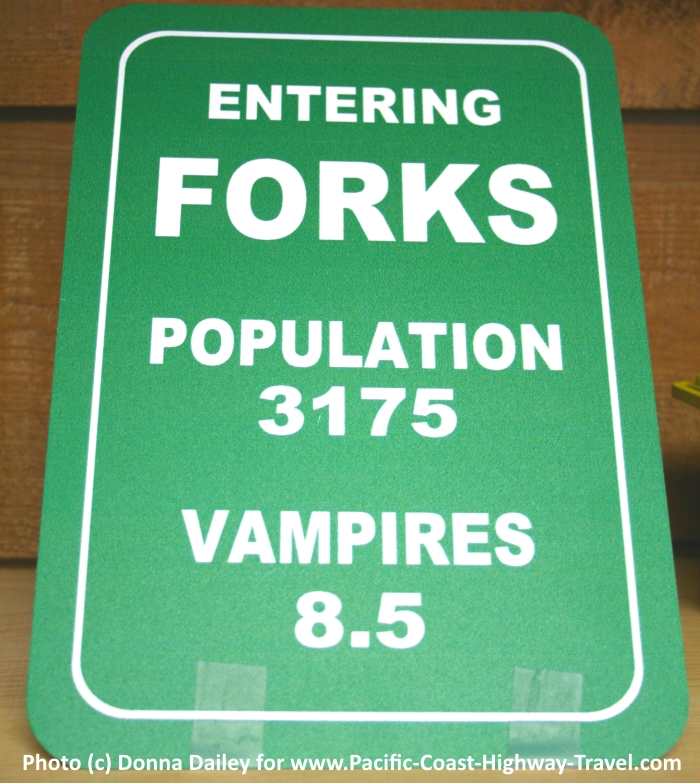 ENTERING
FORKS
POPULATION
3175
VAMPIRES
8.5
Photo (c) Donna Dailey for www.Pacific-Coast-Highway-Travel.com